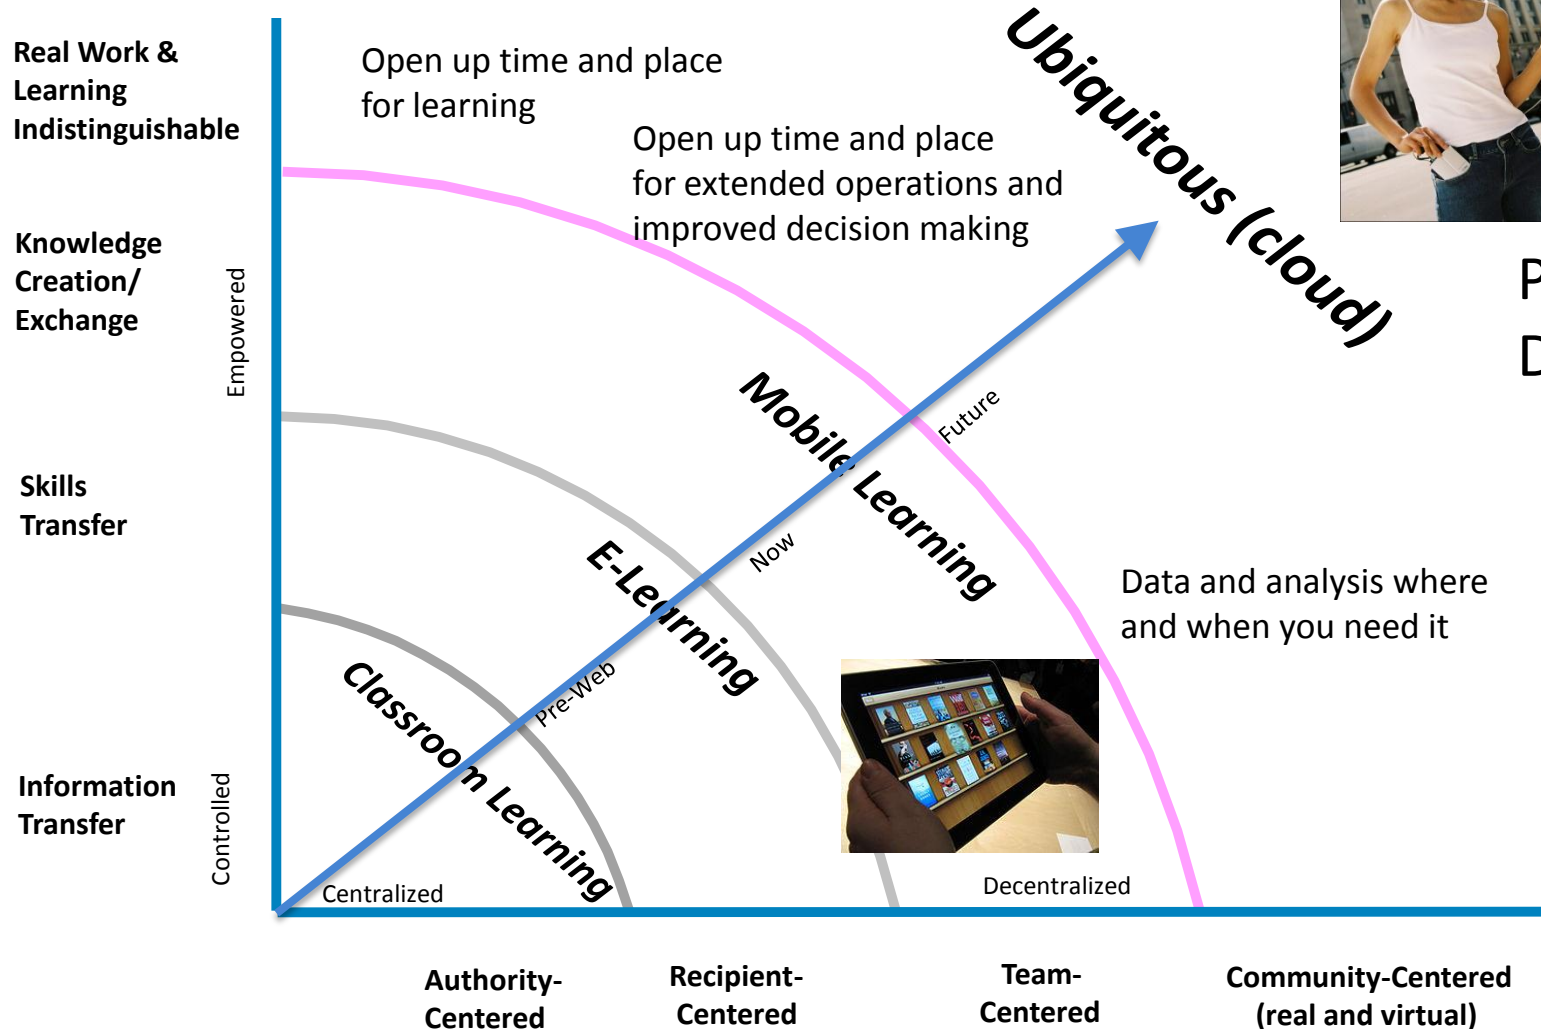 Real Work &
Learning
Indistinguishable
Open up time and place
for learning
Open up time and place
for extended operations and
improved decision making
Ubiquitous (cloud)
P
D
Knowledge
Creation/
Exchange
Empowered
Mobile Learning
Future
Skills
Transfer
Now
E-Learning
Data and analysis where
and when you need it
Pre-Web
Classroom Learning
Information
Transfer
Controlled
Centralized
Decentralized
Authority-
Centered
Recipient-
Centered
Team-
Centered
Community-Centered
(real and virtual)